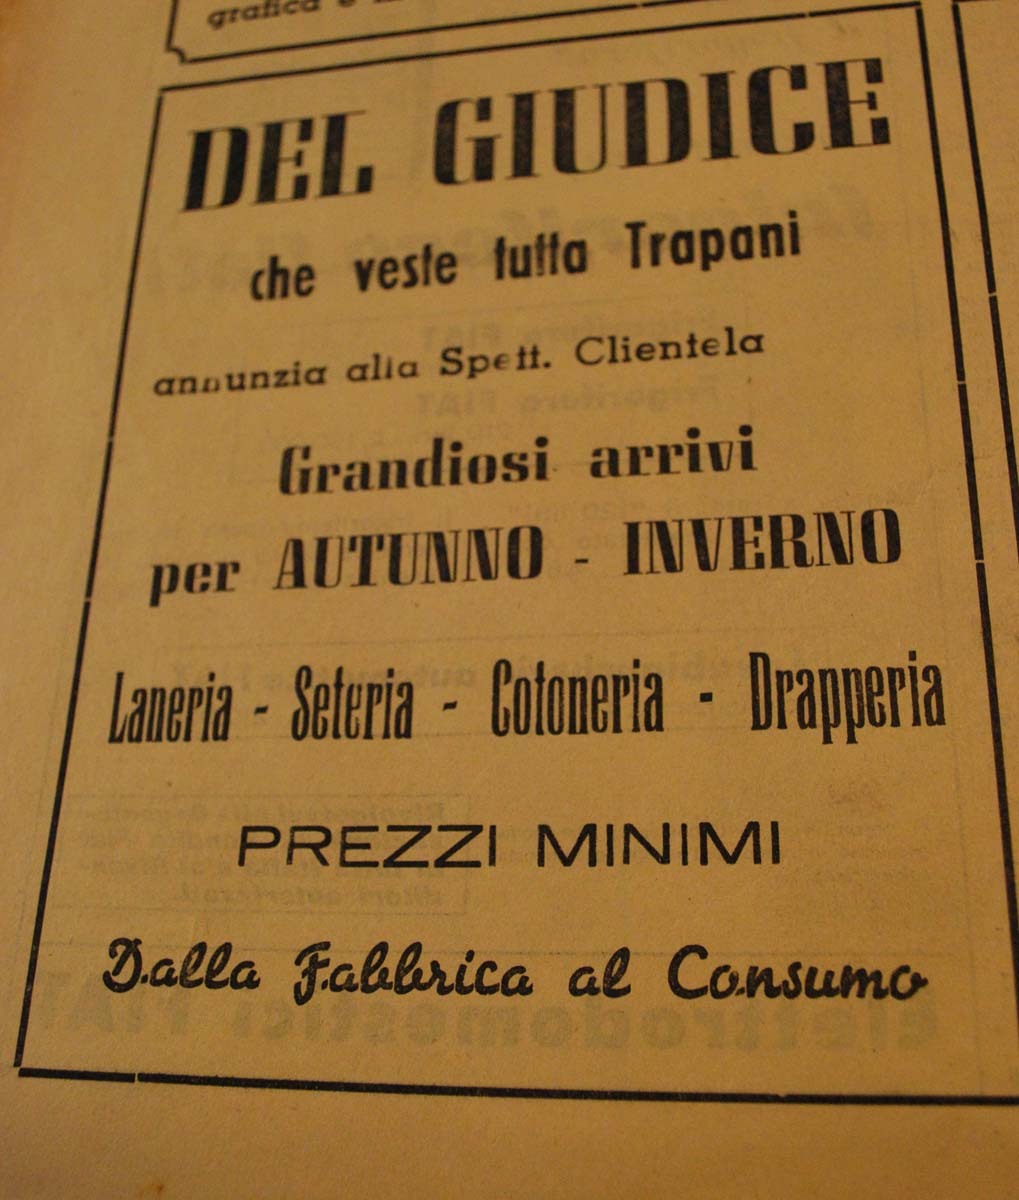 grafica
DEL GIUDICE
che veste tutta Trapani
annunzia alla Spett. Clientela
Grandiosi arrivi
per AUTUNNO - INVERNO
Laneria - Seteria - Cotoneria - Drapperia
PREZZI MINIMI
Dalla Fabbrica al Consumo